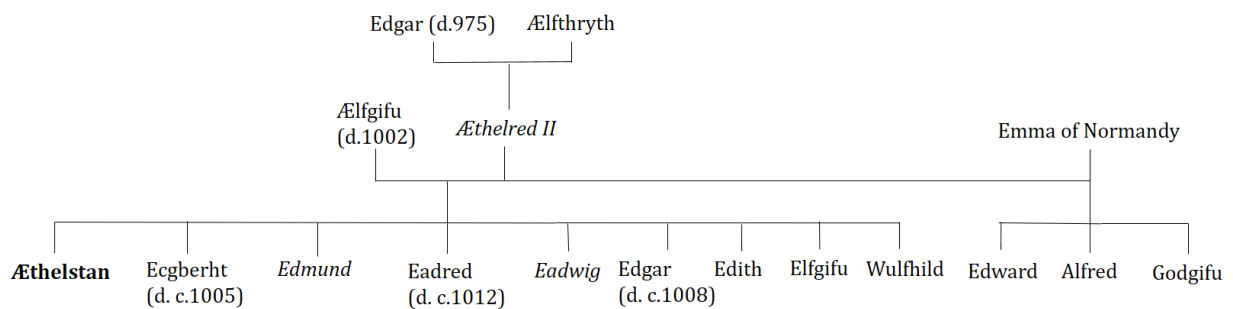 Edgar (d.975) Ælfthryth
Ælfgifu
(d.1002)
Æthelred II
Emma of Normandy
Æthelstan
Ecgberht
(d. c.1005)
Edmund
Eadred
(d. c.1012)
Eadwig
Edgar
(d. c.1008)
Edith
Elfgifu
Wulfhild
Edward
Alfred
Godgifu